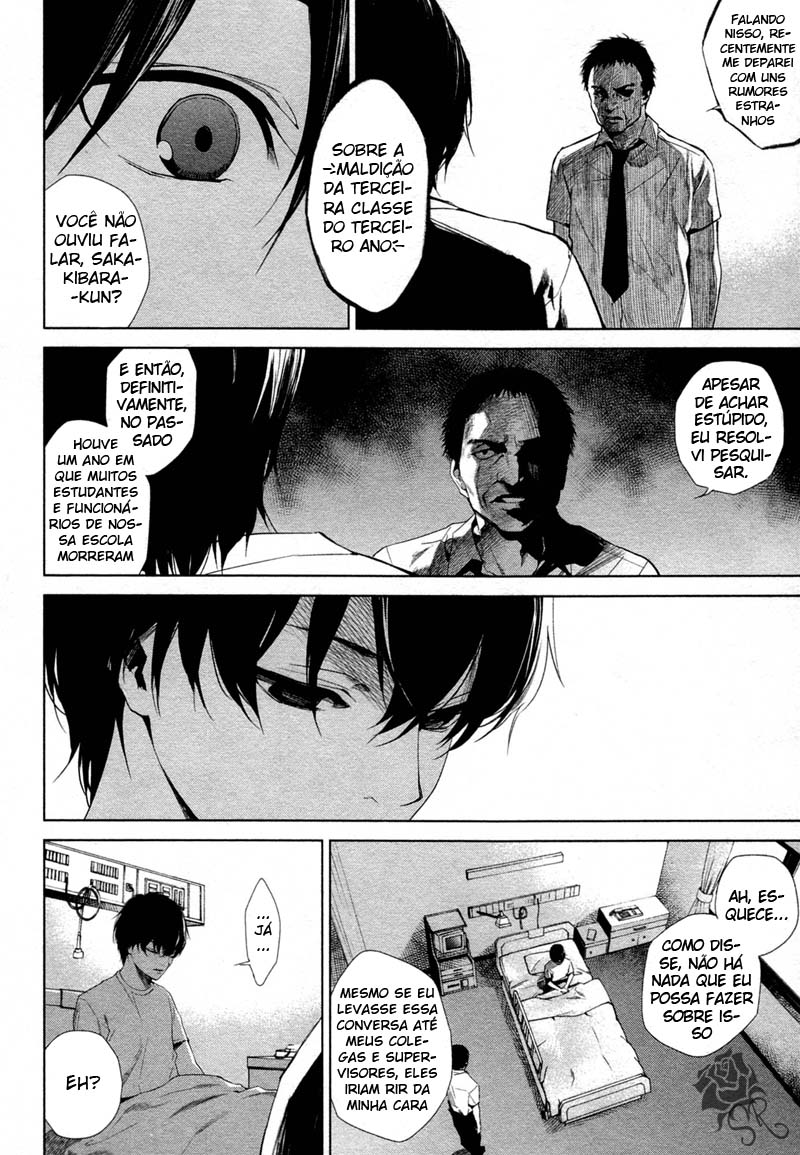 FALANDO
NISSO, RE-
CENTEMENTE
ME DEPAREI
COM UNS
RUMORES
ESTRA-
NHOS
SOBRE A
-MALDIÇÃO
DA TERCEI-
RA CLASSE
DO TERCEI-
RO ANO-
VOCÊ NÃO
OUVIU FA-
LAR, SAKA-
KIBARA-
-KUN?
APESAR
DE ACHAR
ESTÚPIDO,
EU RESOL-
VI PESQUI-
SAR.
E ENTÃO,
DEFINITI-
VAMENTE,
NO PAS-
SADO
HOUVE
UM ANO EM
QUE MUITOS
ESTUDANTES
E FUNCIONÁ-
RIOS DE NOS-
SA ESCOLA
MORRERAM
AH, ES-
QUECE...
COMO DIS-
SE, NÃO HÁ
NADA QUE EU
POSSA FAZER
SOBRE IS-
SO
MESMO SE EU
LEVASSE ESSA
CONVERSA ATÉ
MEUS COLE-
GAS E SUPER-
VISORES, ELES
IRIAM RIR DA
MINHA CARA
...
JÁ
...
EH?
SR